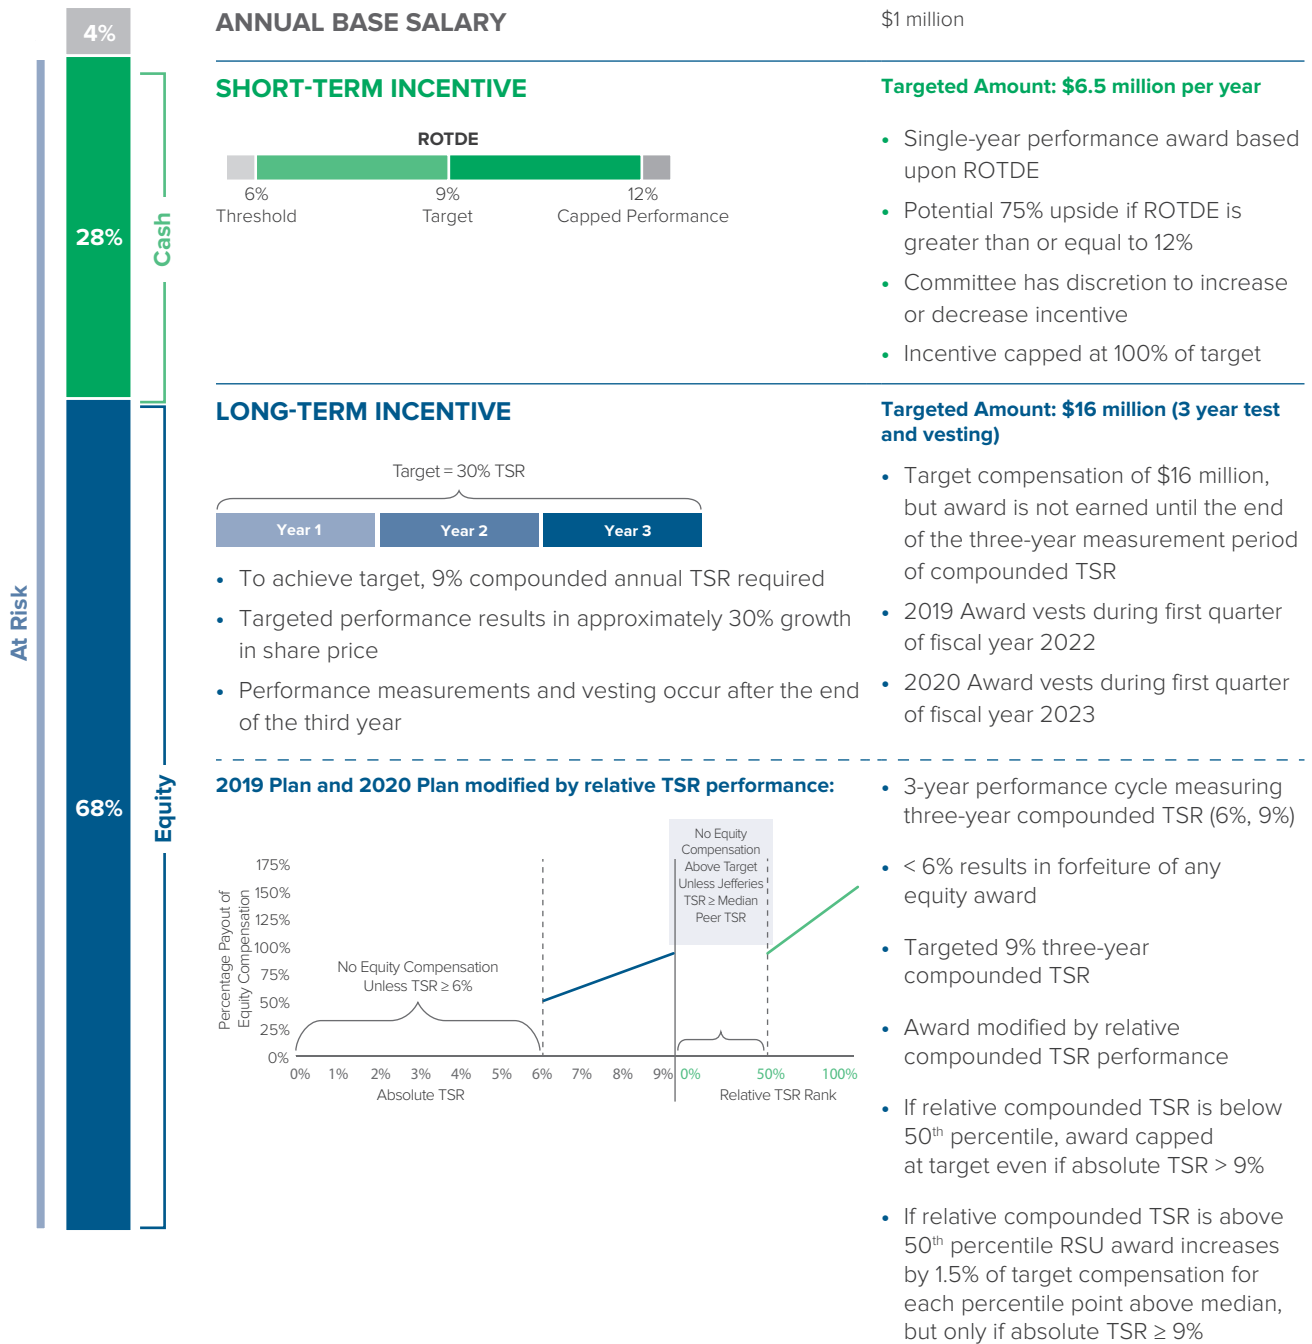 4%
28%
68%
At Risk
Cash
Equity
ANNUAL BASE SALARY
$1 million
SHORT-TERM INCENTIVE
ROTDE
6%
9%
12%
Threshold
Target
Capped Performance
Targeted Amount: $6.5 million per year
• Single-year performance award based
upon ROTDE
• Potential 75% upside if ROTDE is
greater than or equal to 12%
• Committee has discretion to increase
or decrease incentive
• Incentive capped at 100% of target
LONG-TERM INCENTIVE
Target = 30% TSR
Year 1
Year 2
Year 3
• To achieve target, 9% compounded annual TSR required
• Targeted performance results in approximately 30% growth
in share price
• Performance measurements and vesting occur after the end
of the third year
Targeted Amount: $16 million (3 year test
and vesting)
• Target compensation of $16 million,
but award is not earned until the end
of the three-year measurement period
of compounded TSR
• 2019 Award vests during first quarter
of fiscal year 2022
• 2020 Award vests during first quarter
of fiscal year 2023
2019 Plan and 2020 Plan modified by relative TSR performance:
Percentage Payout of
Equity Compensation
175%
150%
125%
100%
75%
50%
25%
0%
No Equity Compensation
Unless TSR ≥ 6%
No Equity
Compensation
Above Target
Unless Jefferies
TSR ≥ Median
Peer TSR
0% 1% 2% 3% 4% 5% 6% 7% 8% 9% 0% 50% 100%
Absolute TSR
Relative TSR Rank
• 3-year performance cycle measuring
three-year compounded TSR (6%, 9%)
• < 6% results in forfeiture of any
equity award
• Targeted 9% three-year
compounded TSR
• Award modified by relative
compounded TSR performance
• If relative compounded TSR is below
50th percentile, award capped
at target even if absolute TSR > 9%
• If relative compounded TSR is above
50th percentile RSU award increases
by 1.5% of target compensation for
each percentile point above median,
but only if absolute TSR ≥ 9%